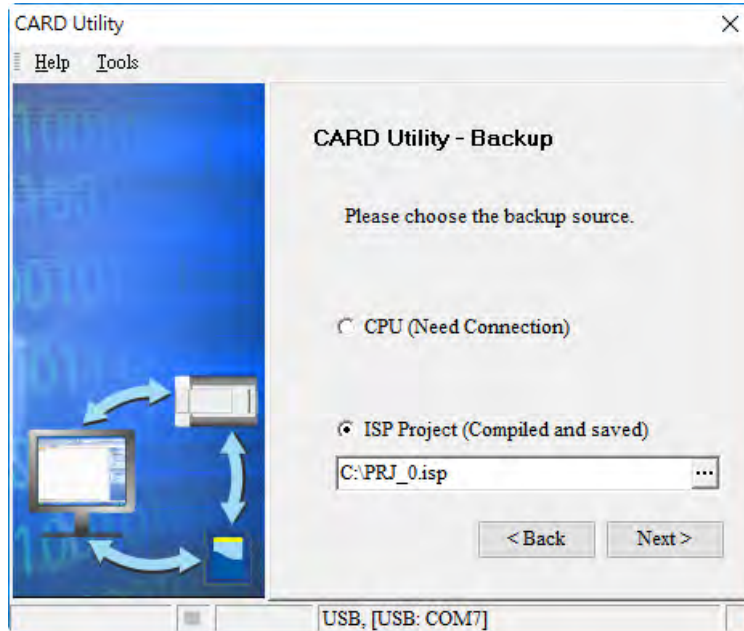 CARD Utility
Help Tools
CARD Utility - Backup
Please choose the backup source.
CPU (Need Connection)
ISP Project (Compiled and saved)
C:\PRJ_0.isp ...
< Back Next >
USB, [USB: COM7]